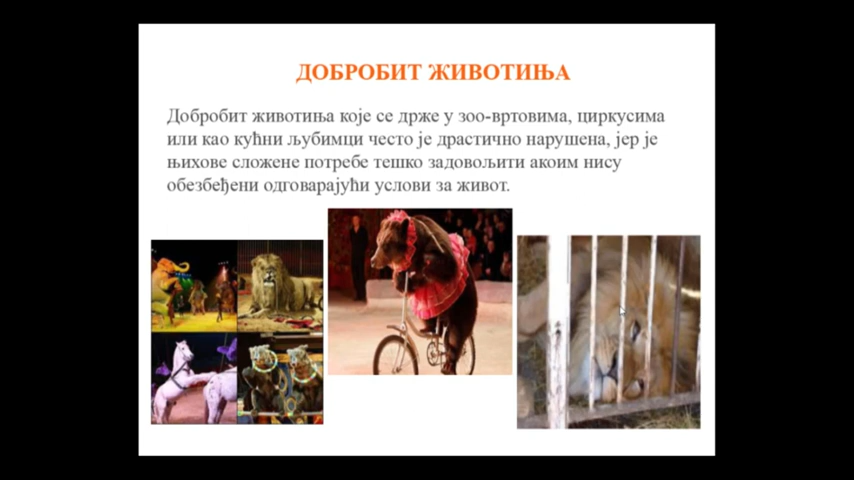 ДОБРОБИТ ЖИВОТИЊА
Добробит животиња које се држе у зоо-вртовима, циркусима
или као кућни љубимци често је драстично нарушена, јер је
њихове сложене потребе тешко задовољити акоим нису
обезбеђени одговарајући услови за живот.